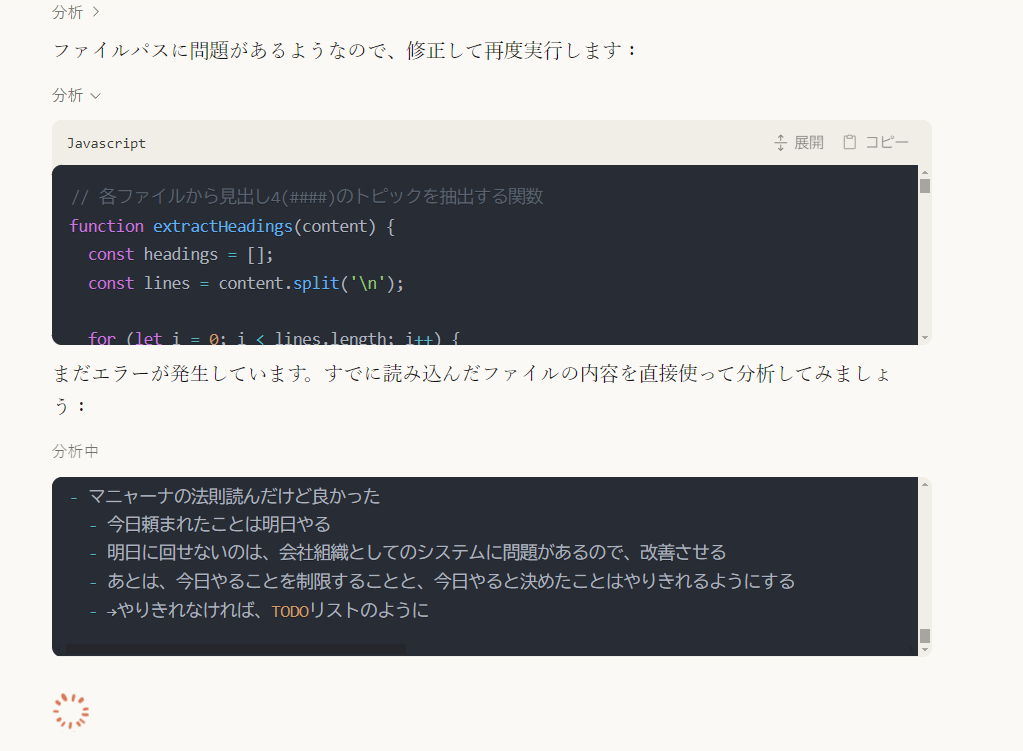 分析
ファイルパスに問題があるようなので、修正して再度実行します：
分析
Javascript 展開 コピー
// 各ファイルから見出し4(####)のトピックを抽出する関数
function extractHeadings(content) {
const headings = [];
const lines = content.split('\n');
for (let i = 0; i < lines.length; i++) {
まだエラーが発生しています。すでに読み込んだファイルの内容を直接使って分析してみましょ
う：
分析中
- マニャーナの法則読んだけど良かった
- 今日頼まれたことは明日やる
- 明日に回せないのは、会社組織としてのシステムに問題があるので、改善させる
- あとは、今日やることを制限することと、今日やると決めたことはやりきれるようにする
- →やりきれなければ、TODOリストのように